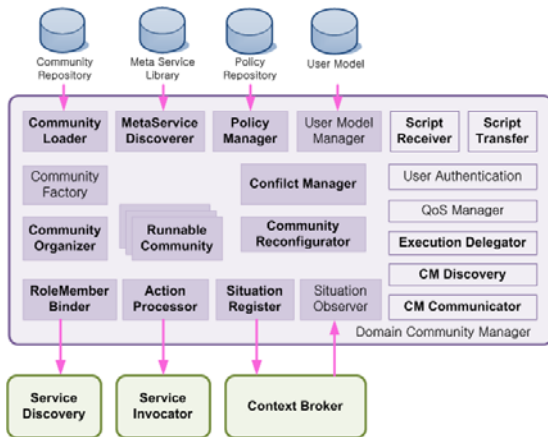 Community
Repository
Meta Service
Library
Policy
Repository
User Model
Community
Loader
MetaService
Discoverer
Policy
Manager
User Model
Manager
Script
Receiver
Script
Transfer
Community
Factory
Confilct Manager
User Authentication
QoS Manager
Community
Organizer
Runnable
Community
Community
Reconfigurator
Execution Delegator
CM Discovery
RoleMember
Binder
Action
Processor
Situation
Register
Situation
Observer
CM Communicator
Domain Community Manager
Service
Discovery
Service
Invocator
Context Broker